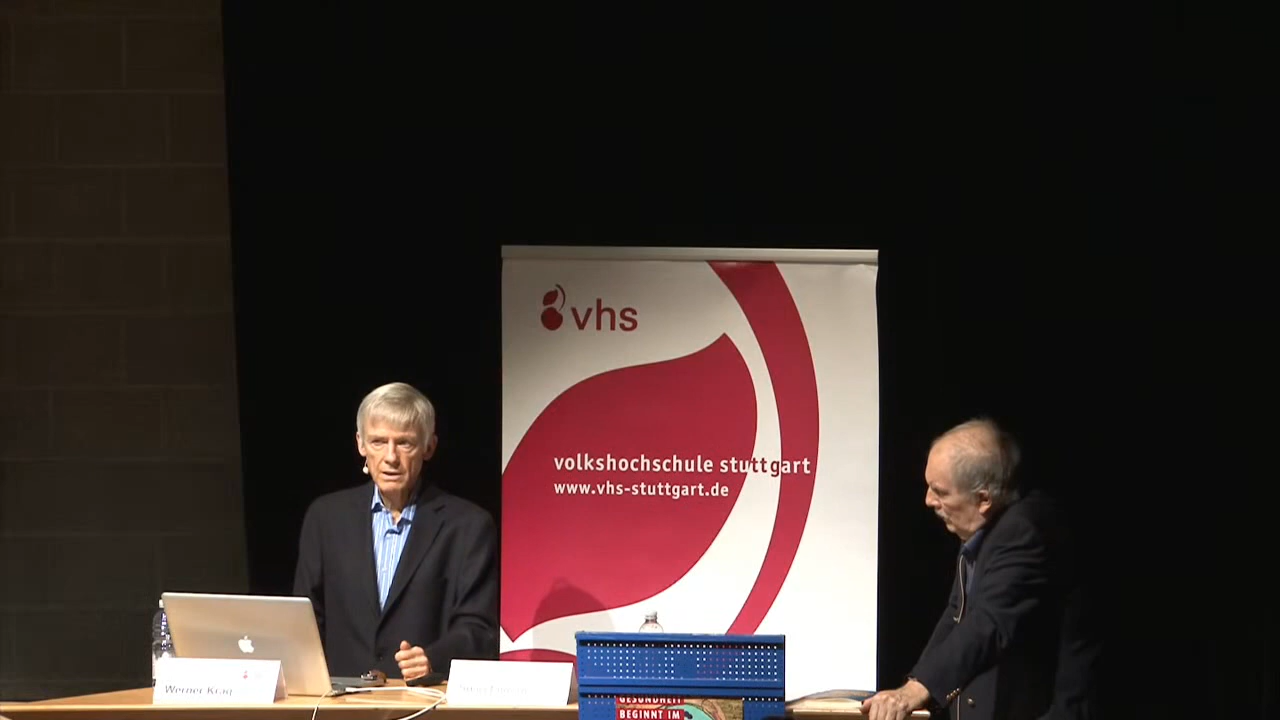 vhs
volkshochschule stuttgart
www.vhs-stuttgart.de
Werner
GESUNDHEIT
BEGINNT IM